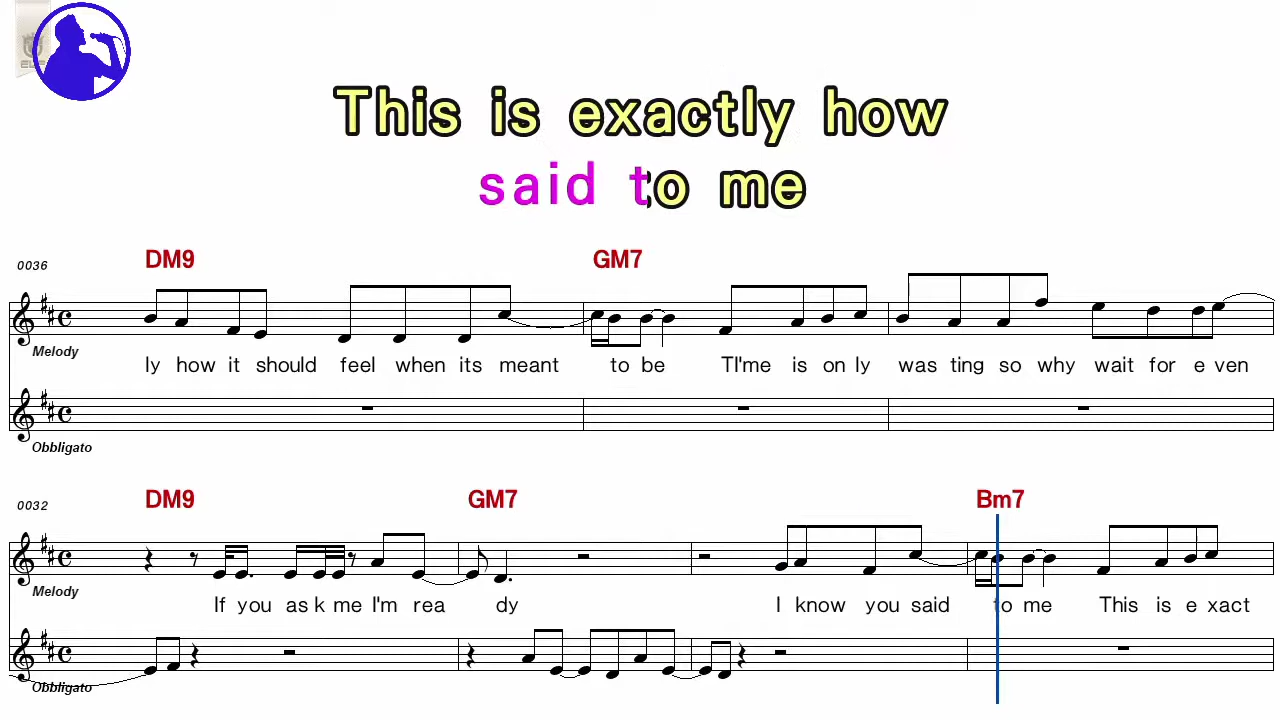 This is exactly how
said to me
0036 DM9 GM7
Melody
ly how it should feel when its meant to be TI'me is on ly was ting so why wait for e ven
Obbligato
0032 DM9 GM7 Bm7
Melody
If you as k me I'm rea dy I know you said to me This is e xact
Obbligato